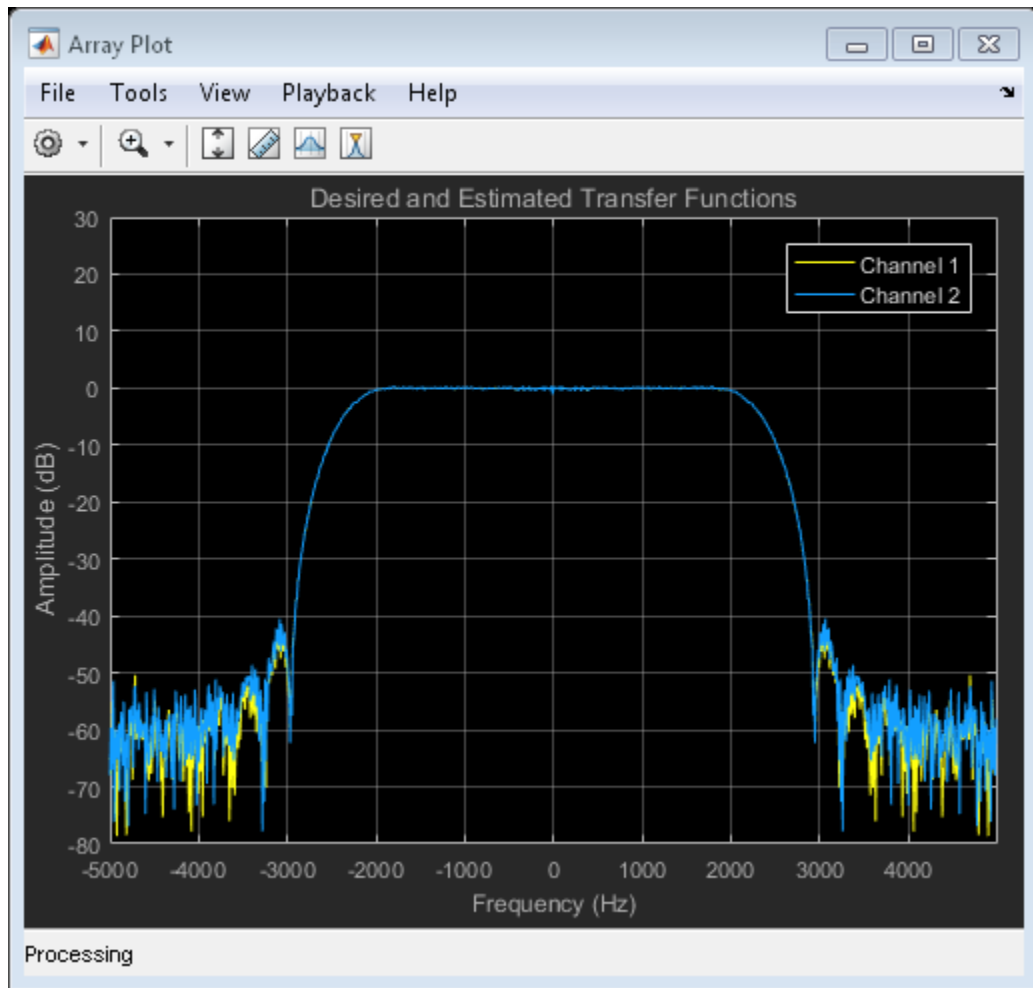 Array Plot
File Tools View Playback Help
Desired and Estimated Transfer Functions
Channel 1
Channel 2
30
20
10
0
-10
-20
-30
-40
-50
-60
-70
-80
Amplitude (dB)
-5000 -4000 -3000 -2000 -1000 0 1000 2000 3000 4000
Frequency (Hz)
Processing